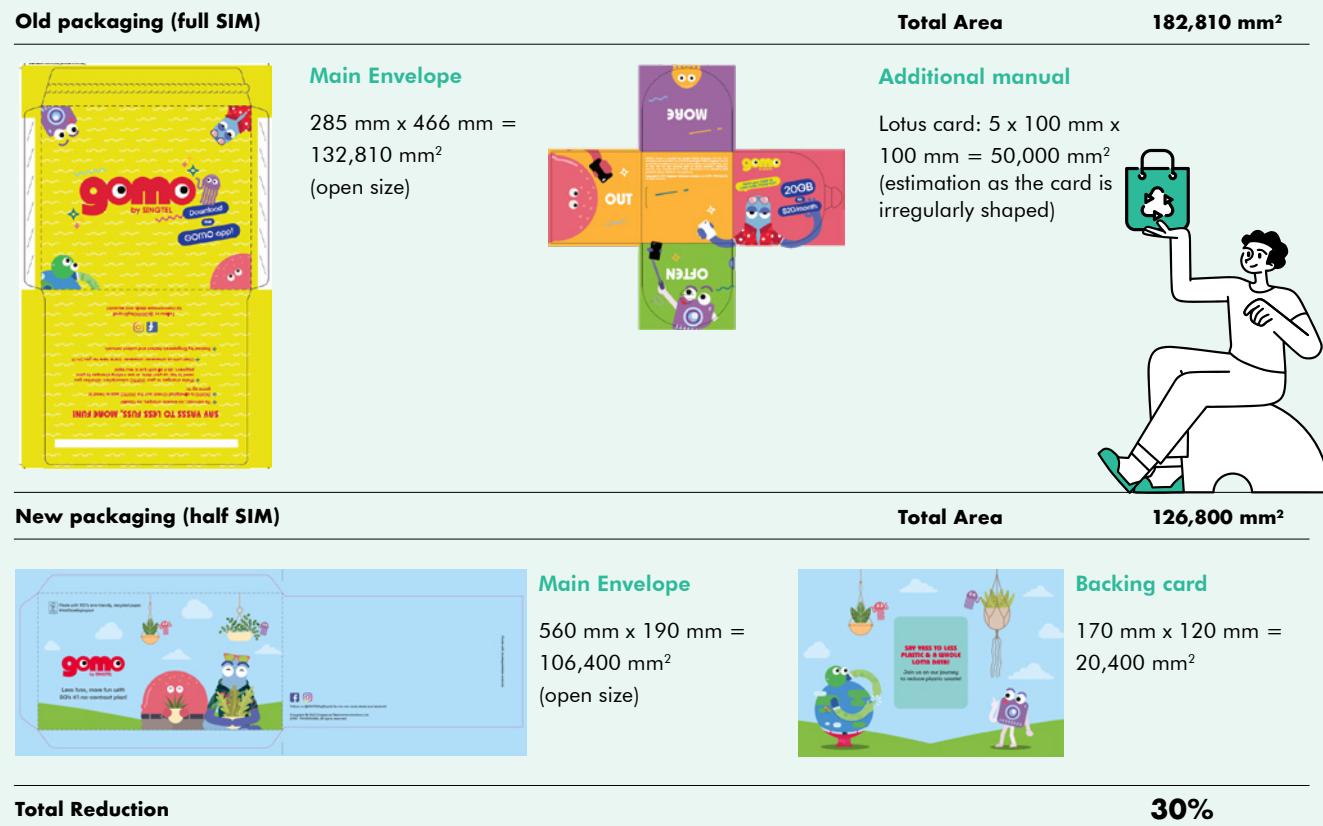 Old packaging (full SIM)
Total Area
182,810 mm²
gomo
by SINGTEL
Download
the
GOMO app!
SAY YASSS TO LESS FUSS, MORE FUN!
Main Envelope
285 mm x 466 mm =
132,810 mm²
(open size)
MORE
OUT
gomo
20GB
$20/month
OFTEN
Additional manual
Lotus card: 5 x 100 mm x
100 mm = 50,000 mm²
(estimation as the card is
irregularly shaped)
New packaging (half SIM)
Total Area
126,800 mm²
gomo
by SINGTEL
Less fuss, more fun with
SG's #1 no contract plan!
Main Envelope
560 mm x 190 mm =
106,400 mm²
(open size)
SAY YASS TO LESS
PLASTIC & A WHOLE
LOTTA DATA!
Join us on our journey
to reduce plastic waste!
Backing card
170 mm x 120 mm =
20,400 mm²
Total Reduction
30%